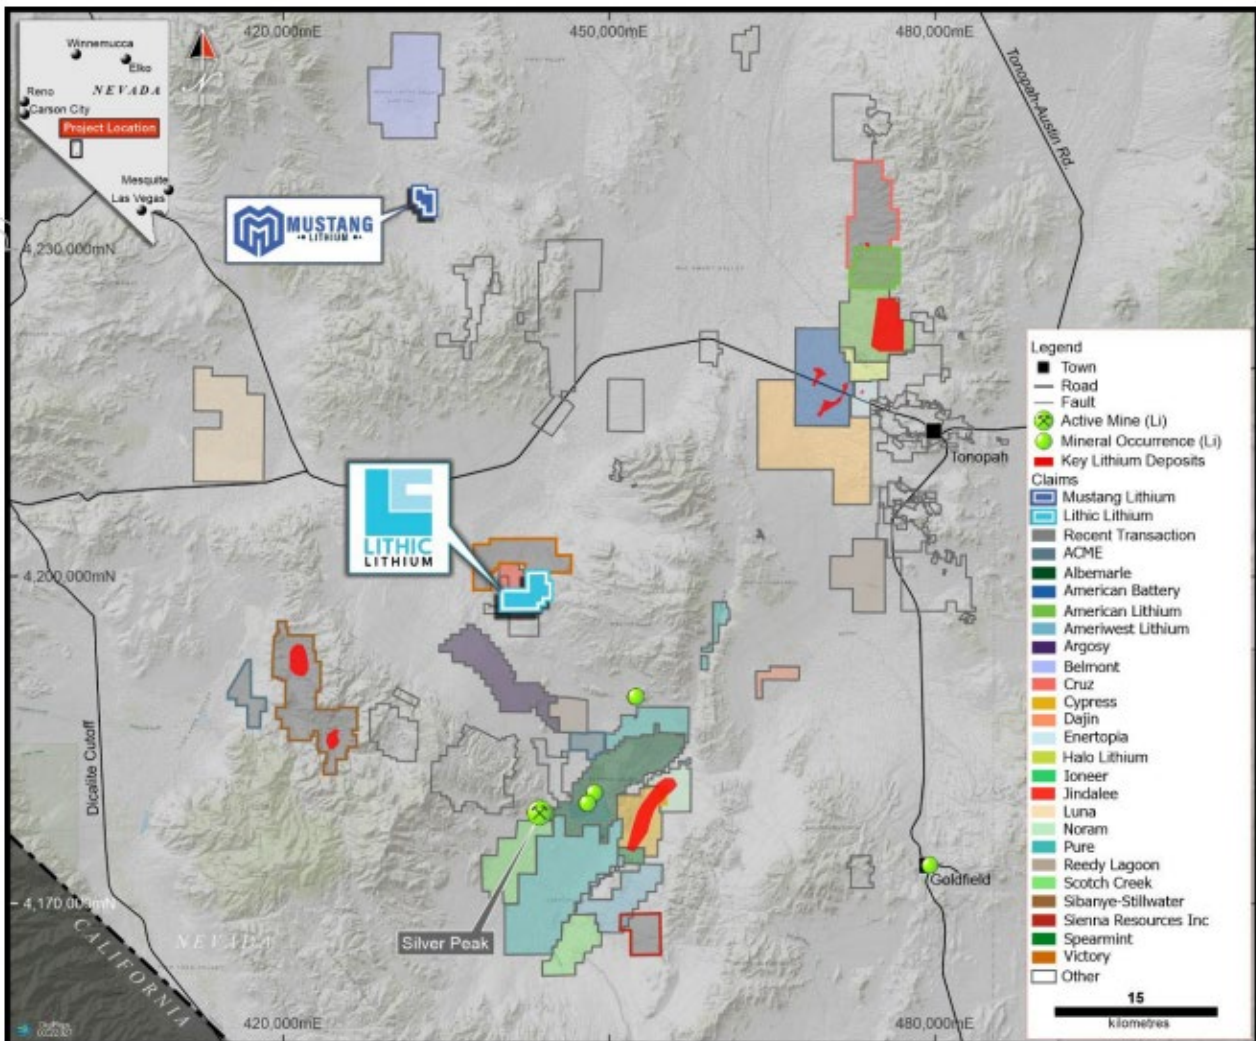 420,000mE
450,000mE
480,000mE
Winnemucca
Elko
NEVADA
Reno
Carson City
Project Location
Mesquite
Las Vegas
N
Tonopah-Austin Rd.
MUSTANG
LITHIUM
4,230,000mN
Tonopah
LITHIC
LITHIUM
4,200,000mN
Dicalite Cutoff
Goldfield
4,170,000mN
Silver Peak
NEVADA
CALIFORNIA
420,000mE
480,000mE
Legend
Town
Road
Fault
Active Mine (Li)
Mineral Occurrence (Li)
Key Lithium Deposits
Claims
Mustang Lithium
Lithic Lithium
Recent Transaction
ACME
Albemarle
American Battery
American Lithium
Ameriwest Lithium
Argosy
Belmont
Cruz
Cypress
Dajin
Enertopia
Halo Lithium
Ioneer
Jindalee
Luna
Noram
Pure
Reedy Lagoon
Scotch Creek
Sibanye-Stillwater
Sienna Resources Inc
Spearmint
Victory
Other
15
kilometres